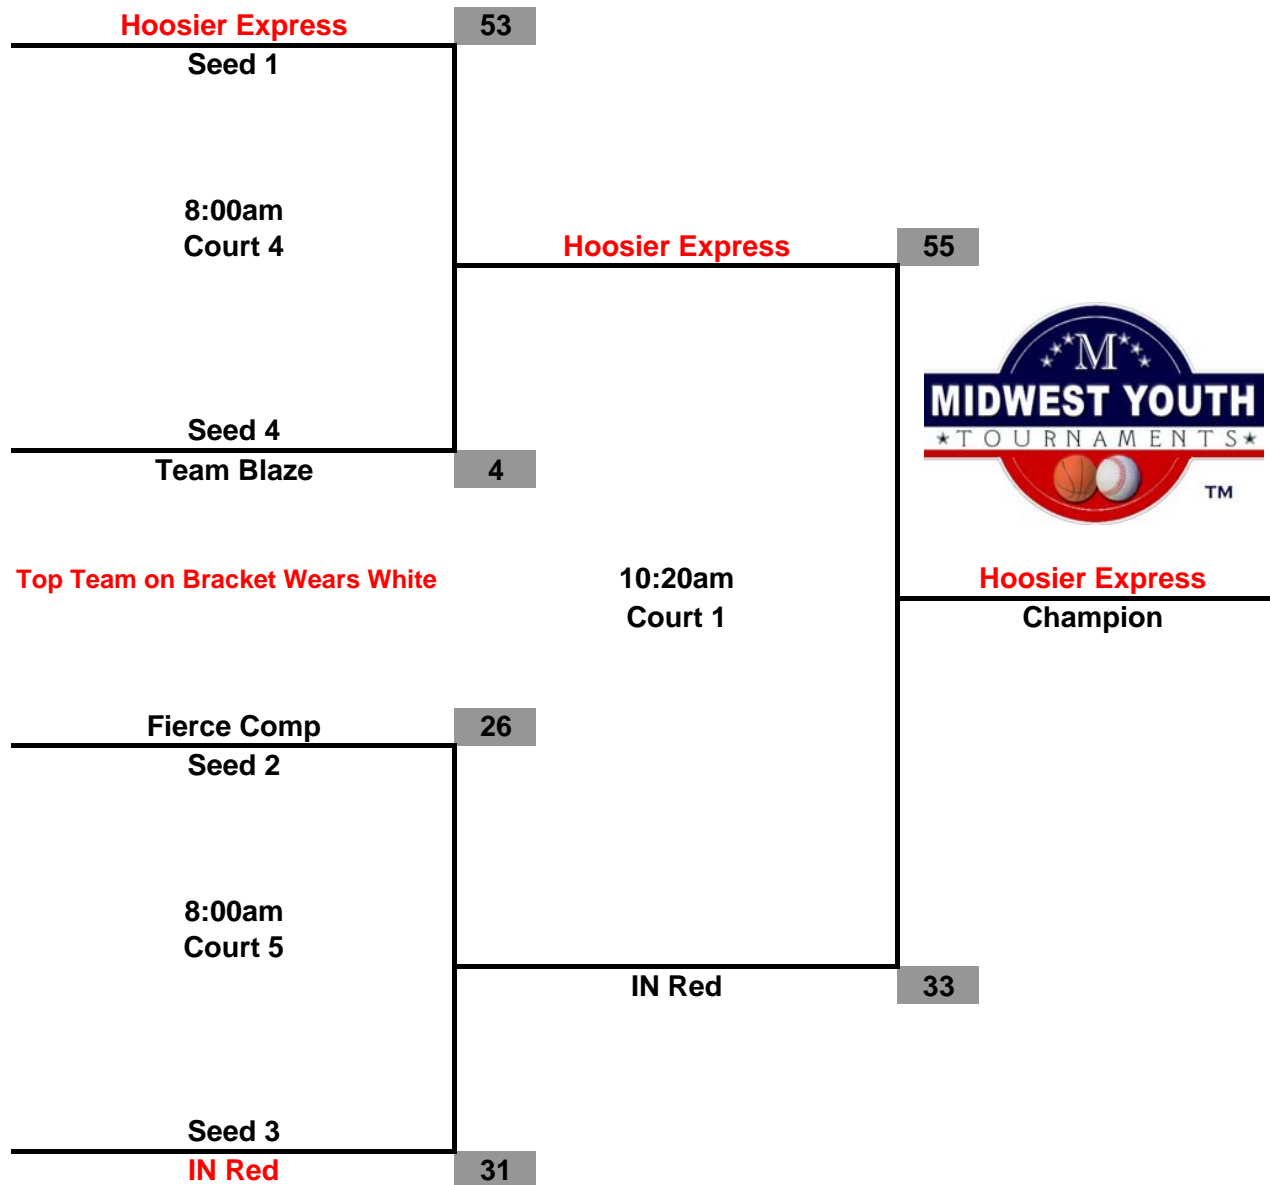 Hoosier Express 53
Seed 1
8:00am
Court 4
Hoosier Express 55
M
MIDWEST YOUTH
★TOURNAMENTS★
TM
Seed 4
Team Blaze 4
Top Team on Bracket Wears White
10:20am
Court 1
Hoosier Express
Champion
Fierce Comp 26
Seed 2
8:00am
Court 5
IN Red 33
Seed 3
IN Red 31